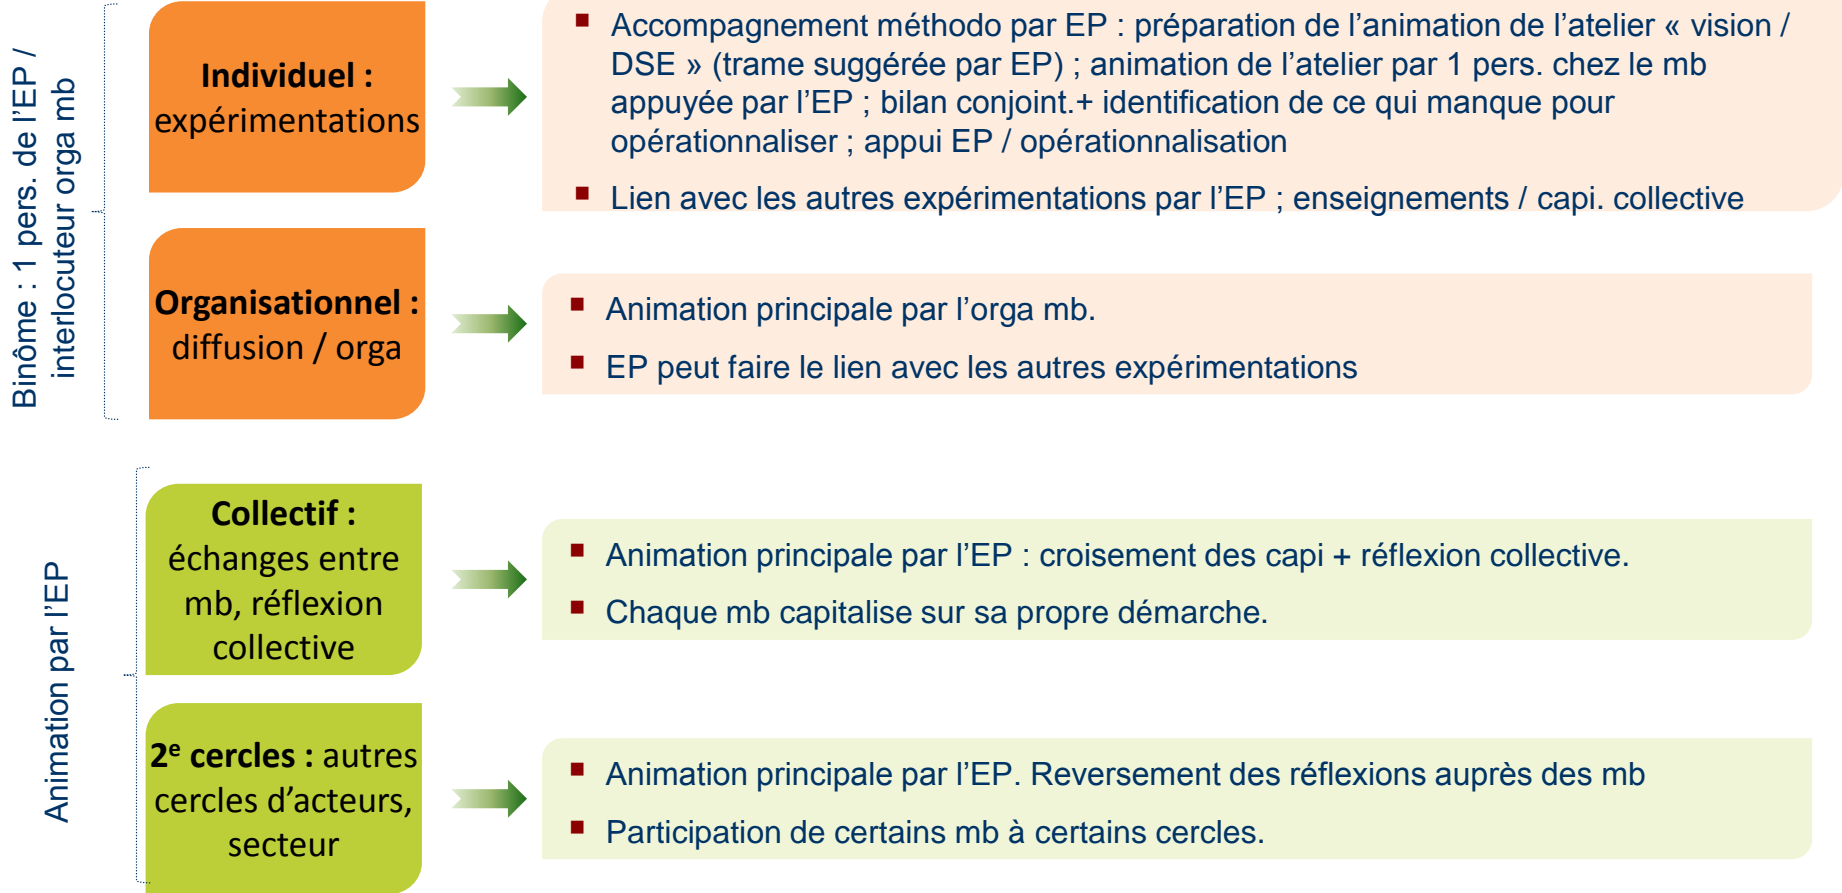 Binôme : 1 pers. de l’EP /
interlocuteur orga mb
Individuel :
expérimentations
▪ Accompagnement méthodo par EP : préparation de l’animation de l’atelier « vision /
DSE » (trame suggérée par EP) ; animation de l’atelier par 1 pers. chez le mb
appuyée par l’EP ; bilan conjoint.+ identification de ce qui manque pour
opérationnaliser ; appui EP / opérationnalisation
▪ Lien avec les autres expérimentations par l’EP ; enseignements / capi. collective
Organisationnel :
diffusion / orga
▪ Animation principale par l’orga mb.
▪ EP peut faire le lien avec les autres expérimentations
Animation par l’EP
Collectif :
échanges entre
mb, réflexion
collective
▪ Animation principale par l’EP : croisement des capi + réflexion collective.
▪ Chaque mb capitalise sur sa propre démarche.
2e cercles : autres
cercles d’acteurs,
secteur
▪ Animation principale par l’EP. Reversement des réflexions auprès des mb
▪ Participation de certains mb à certains cercles.